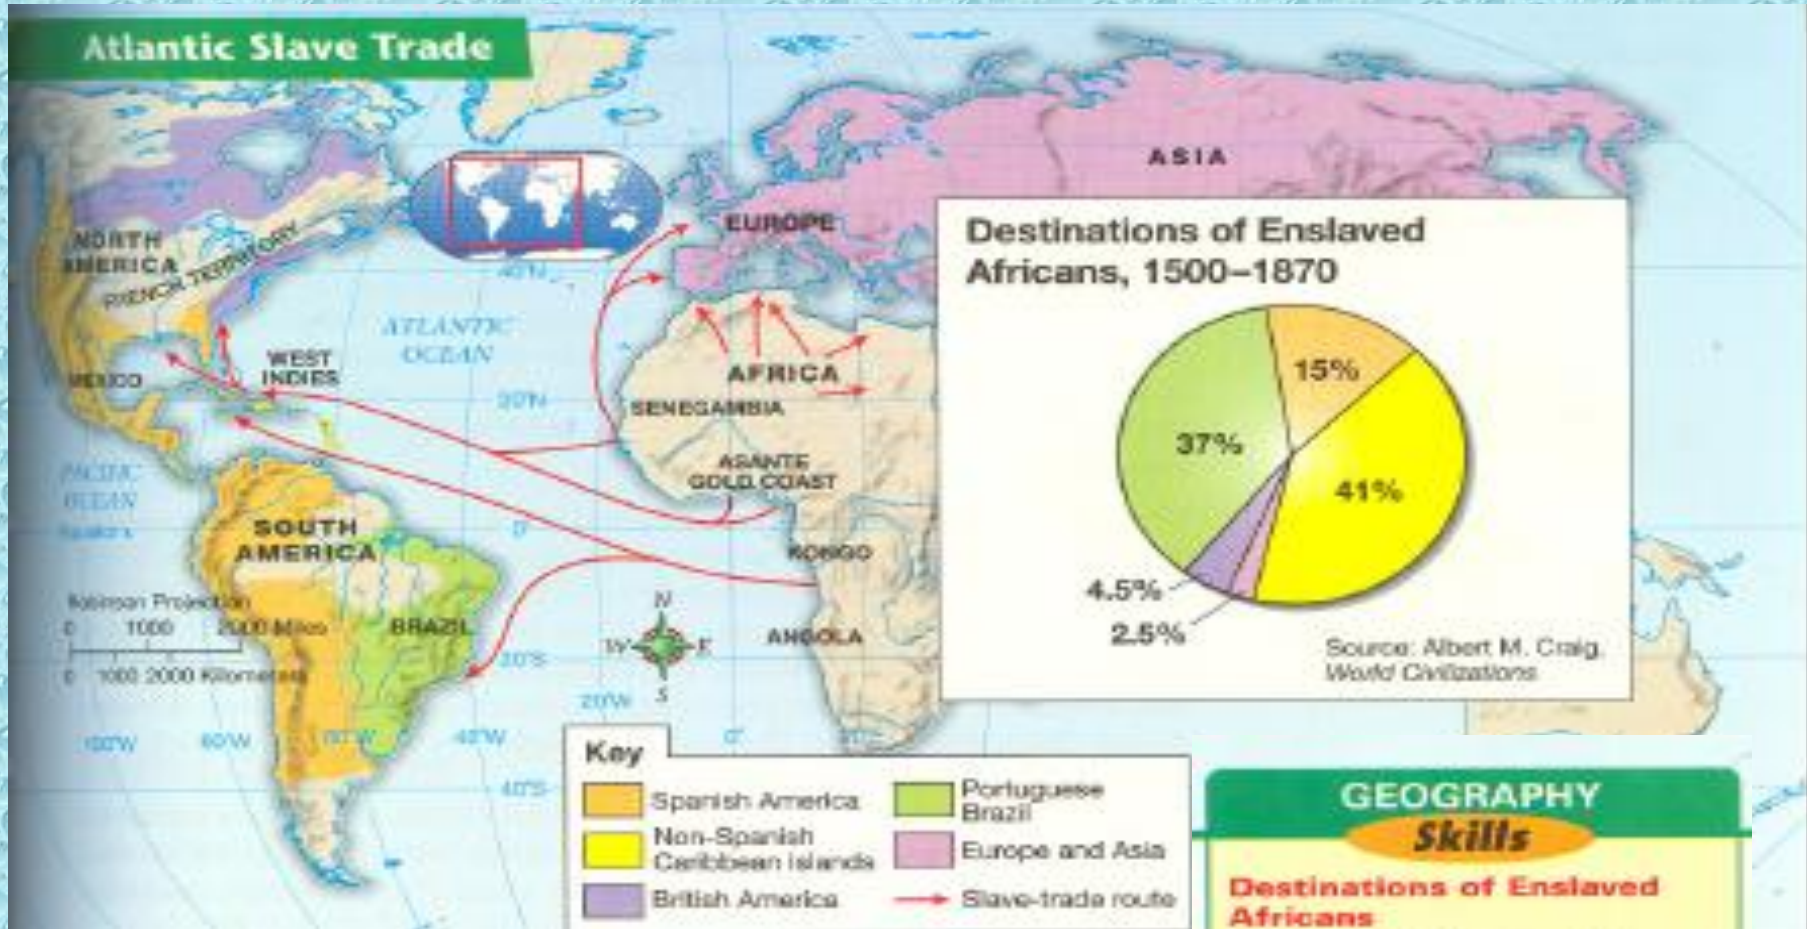 Atlantic Slave Trade
ASIA
EUROPE
NORTH
AMERICA
FRENCH TERRITORY
40°N
ATLANTIC
OCEAN
WEST
INDIES
MEXICO
AFRICA
20°N
SENEGAMBIA
ASANTE
GOLD COAST
PACIFIC
OCEAN
Equator
0°
SOUTH
AMERICA
KONGO
Robinson Projection
0 1000 2000 Miles
0 1000 2000 Kilometers
BRAZIL
ANGOLA
N
W E
S
20°S
20°W
100°W
80°W
40°W
0°
40°S
Destinations of Enslaved
Africans, 1500–1870
15%
37%
41%
4.5%
2.5%
Source: Albert M. Craig,
World Civilizations
Key
Spanish America
Non-Spanish
Caribbean islands
British America
Portuguese
Brazil
Europe and Asia
Slave-trade route
GEOGRAPHY
Skills
Destinations of Enslaved
Africans